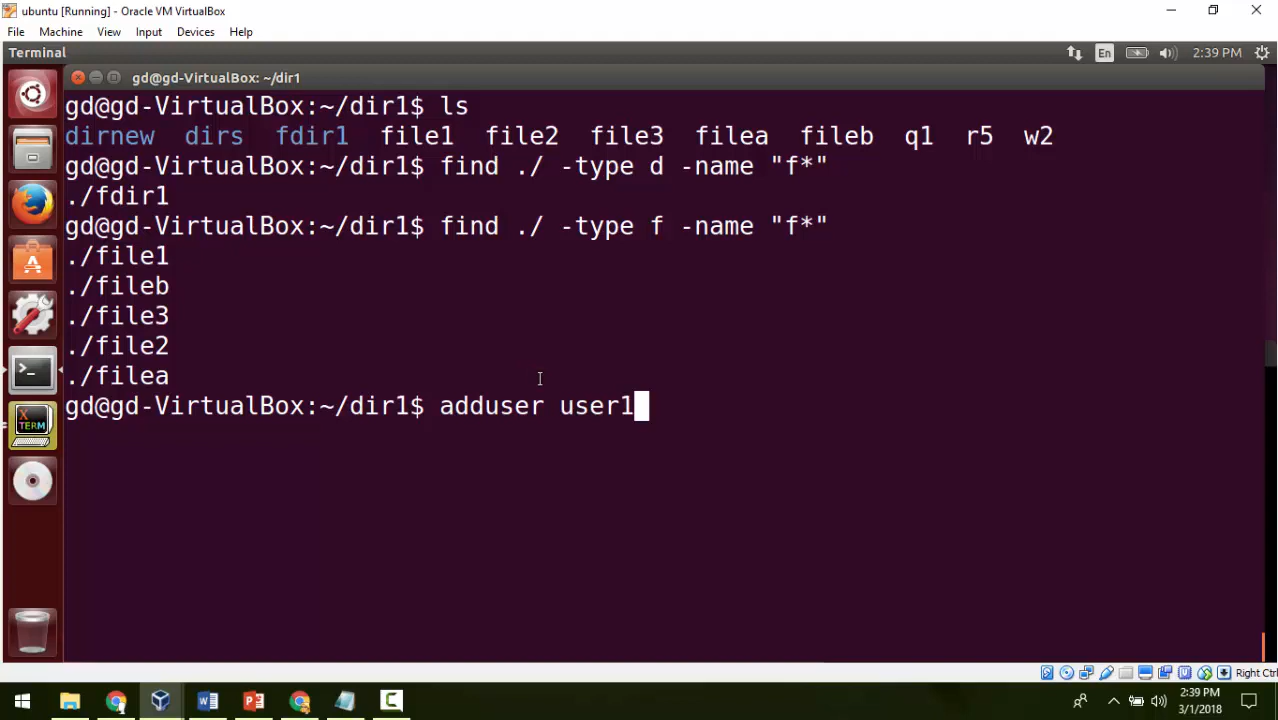 ubuntu [Running] - Oracle VM VirtualBox
File Machine View Input Devices Help
Terminal En 2:39 PM
gd@gd-VirtualBox: ~/dir1
gd@gd-VirtualBox:~/dir1$ ls
dirnew dirs fdir1 file1 file2 file3 filea fileb q1 r5 w2
gd@gd-VirtualBox:~/dir1$ find ./ -type d -name "f*"
./fdir1
gd@gd-VirtualBox:~/dir1$ find ./ -type f -name "f*"
./file1
./fileb
./file3
./file2
./filea
gd@gd-VirtualBox:~/dir1$ adduser user1
X TERM
Right Ctrl
2:39 PM
3/1/2018